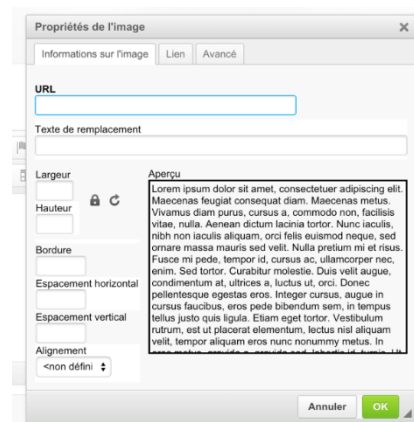 Propriétés de l'image
Informations sur l'image Lien Avancé
URL
Texte de remplacement
Largeur
Hauteur
Bordure
Espacement horizontal
Espacement vertical
Alignement
<non défini
Aperçu
Lorem ipsum dolor sit amet, consectetuer adipiscing elit.
Maecenas feugiat consequat diam. Maecenas metus.
Vivamus diam purus, cursus a, commodo non, facilisis
vitae, nulla. Aenean dictum lacinia tortor. Nunc iaculis,
nibh non iaculis aliquam, orci felis euismod neque, sed
ornare massa mauris sed velit. Nulla pretium mi et risus.
Fusce mi pede, tempor id, cursus ac, ullamcorper nec,
enim. Sed tortor. Curabitur molestie. Duis velit augue,
condimentum at, ultrices a, luctus ut, orci. Donec
pellentesque egestas eros. Integer cursus, augue in
cursus faucibus, eros pede bibendum sem, in tempus
tellus justo quis ligula. Etiam eget tortor. Vestibulum
rutrum, est ut placerat elementum, lectus nisl aliquam
velit, tempor aliquam eros nunc nonummy metus. In
Annuler OK